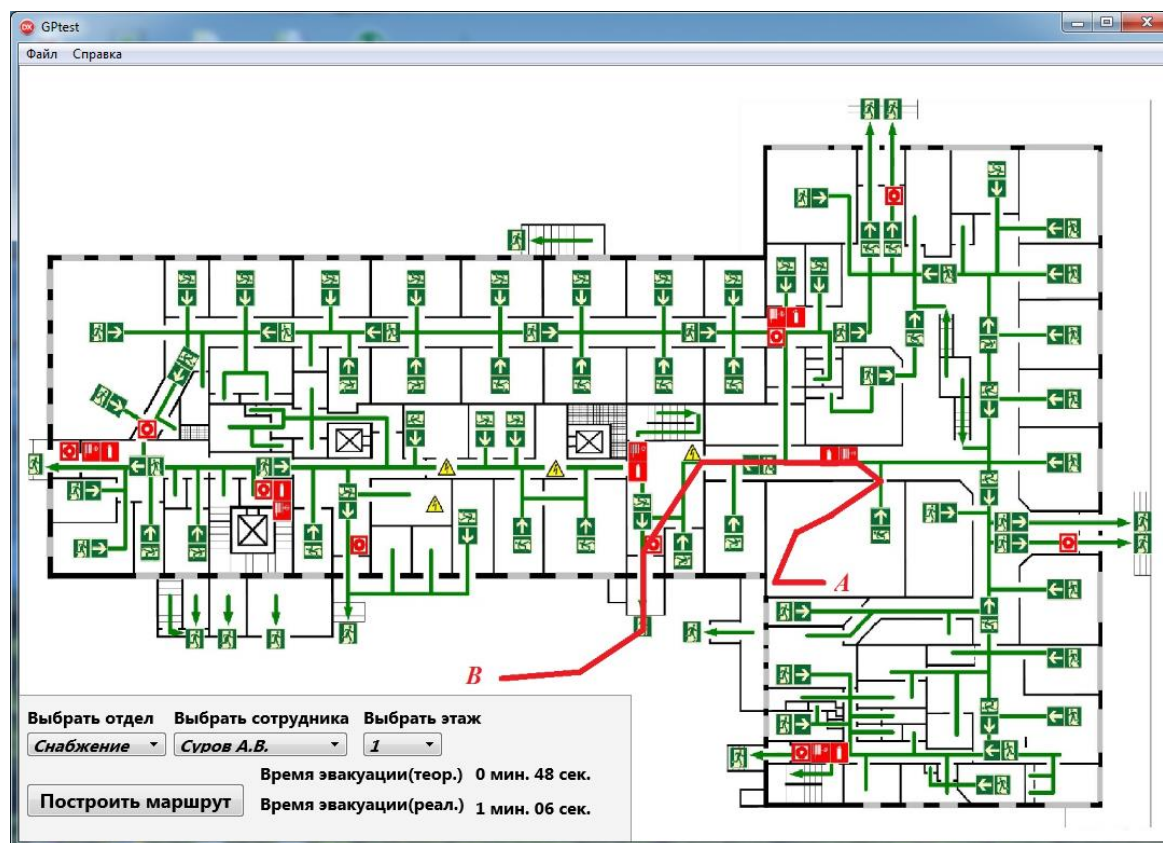 GPtest
Файл Справка
A
B
Выбрать отдел Выбрать сотрудника Выбрать этаж
Снабжение Суров А.В. 1
Время эвакуации(теор.) 0 мин. 48 сек.
Построить маршрут
Время эвакуации(реал.) 1 мин. 06 сек.